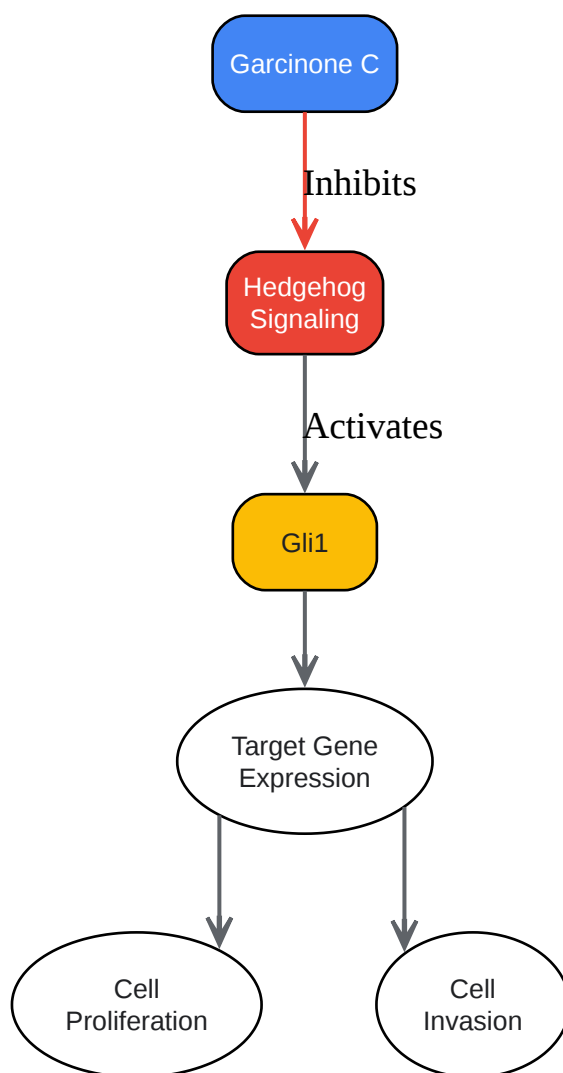 Garcinone C
Inhibits
Hedgehog
Signaling
Activates
Gli1
Target Gene
Expression
Cell
Proliferation
Cell
Invasion